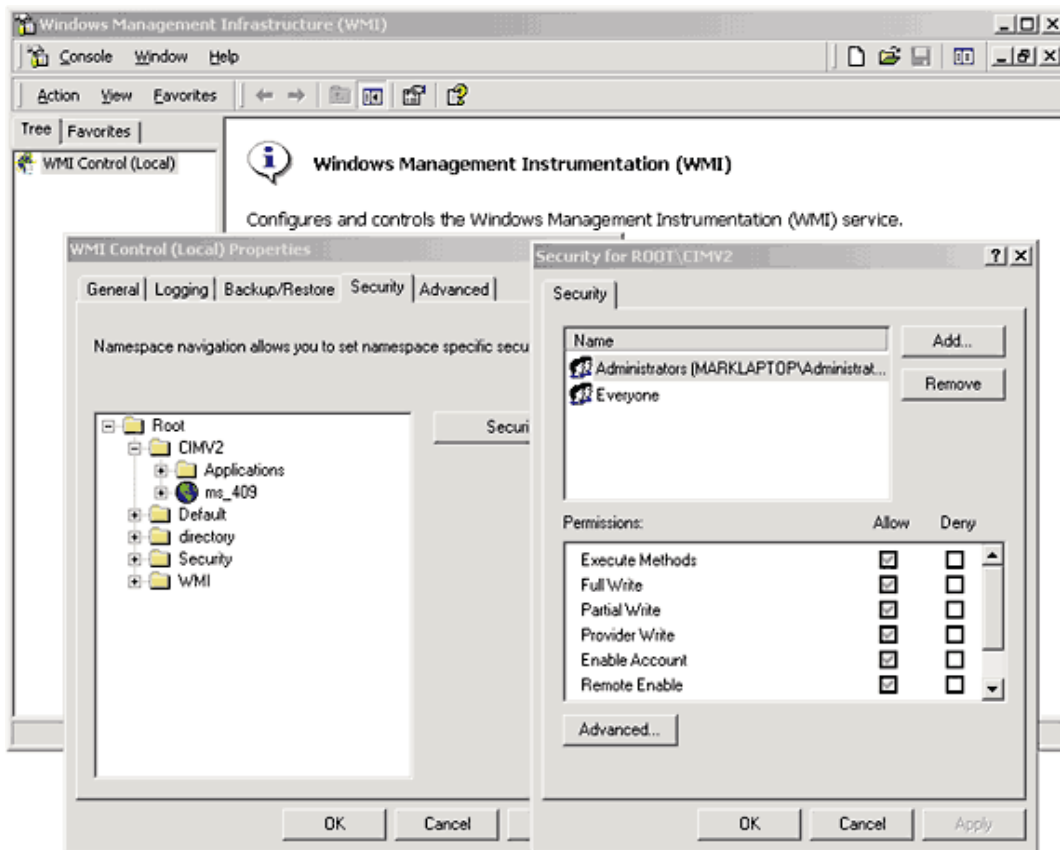 Windows Management Infrastructure (WMI)
Console Window Help
Action View Favorites
Tree Favorites
WMI Control (Local)
Windows Management Instrumentation (WMI)
Configures and controls the Windows Management Instrumentation (WMI) service.
WMI Control (Local) Properties
General Logging Backup/Restore Security Advanced
Namespace navigation allows you to set namespace specific secu
Root
CIMV2
Applications
ms_409
Default
directory
Security
WMI
Securi
OK Cancel
Security for ROOT\CIMV2
Security
Name
Administrators (MARKLAPTOP\Administrat...
Everyone
Add...
Remove
Permissions: Allow Deny
Execute Methods
Full Write
Partial Write
Provider Write
Enable Account
Remote Enable
Advanced...
OK Cancel Apply